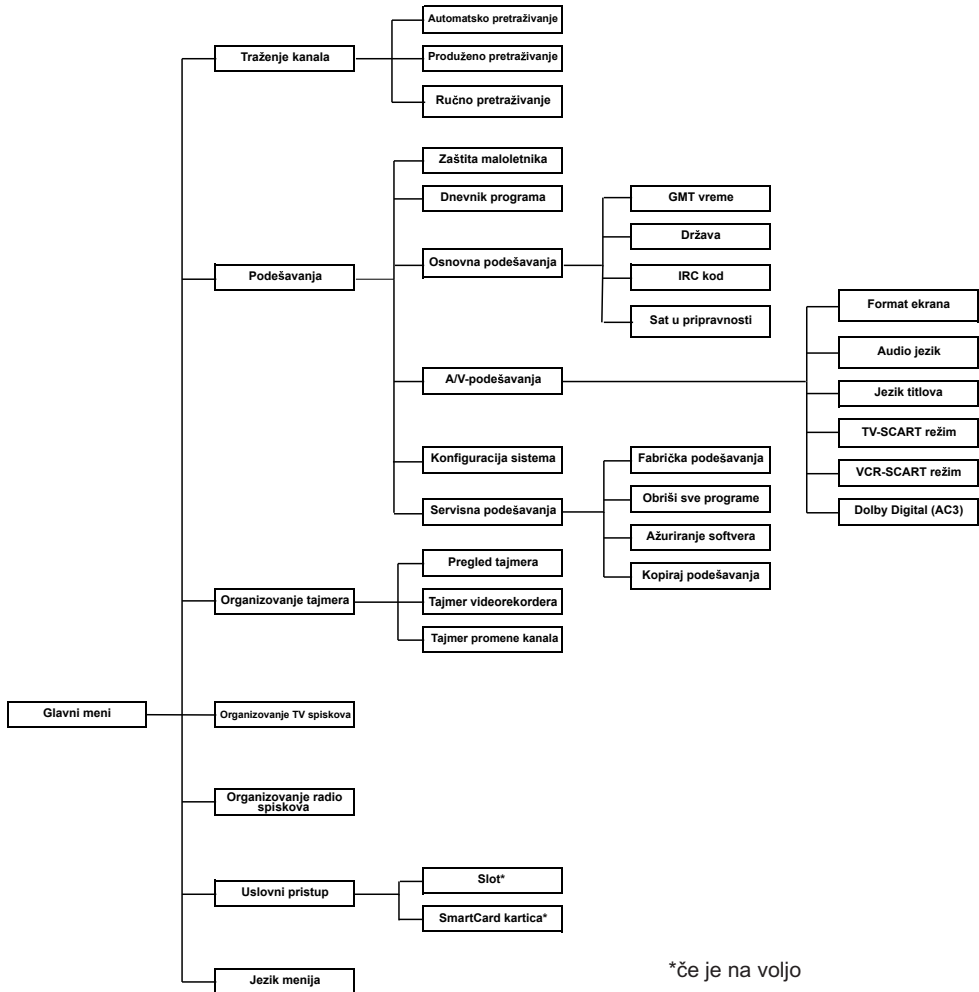 Glavni meni
Traženje kanala
Automatsko pretraživanje
Produženo pretraživanje
Ručno pretraživanje
Podešavanja
Zaštita maloletnika
Dnevnik programa
Osnovna podešavanja
GMT vreme
Država
IRC kod
Sat u pripravnosti
A/V-podešavanja
Format ekrana
Audio jezik
Jezik titlova
TV-SCART režim
VCR-SCART režim
Dolby Digital (AC3)
Konfiguracija sistema
Servisna podešavanja
Fabrička podešavanja
Obriši sve programe
Ažuriranje softvera
Kopiraj podešavanja
Organizovanje tajmera
Pregled tajmera
Tajmer videorekordera
Tajmer promene kanala
Organizovanje TV spiskova
Organizovanje radio
spiskova
Uslovni pristup
Slot*
SmartCard kartica*
Jezik menija
*če je na voljo